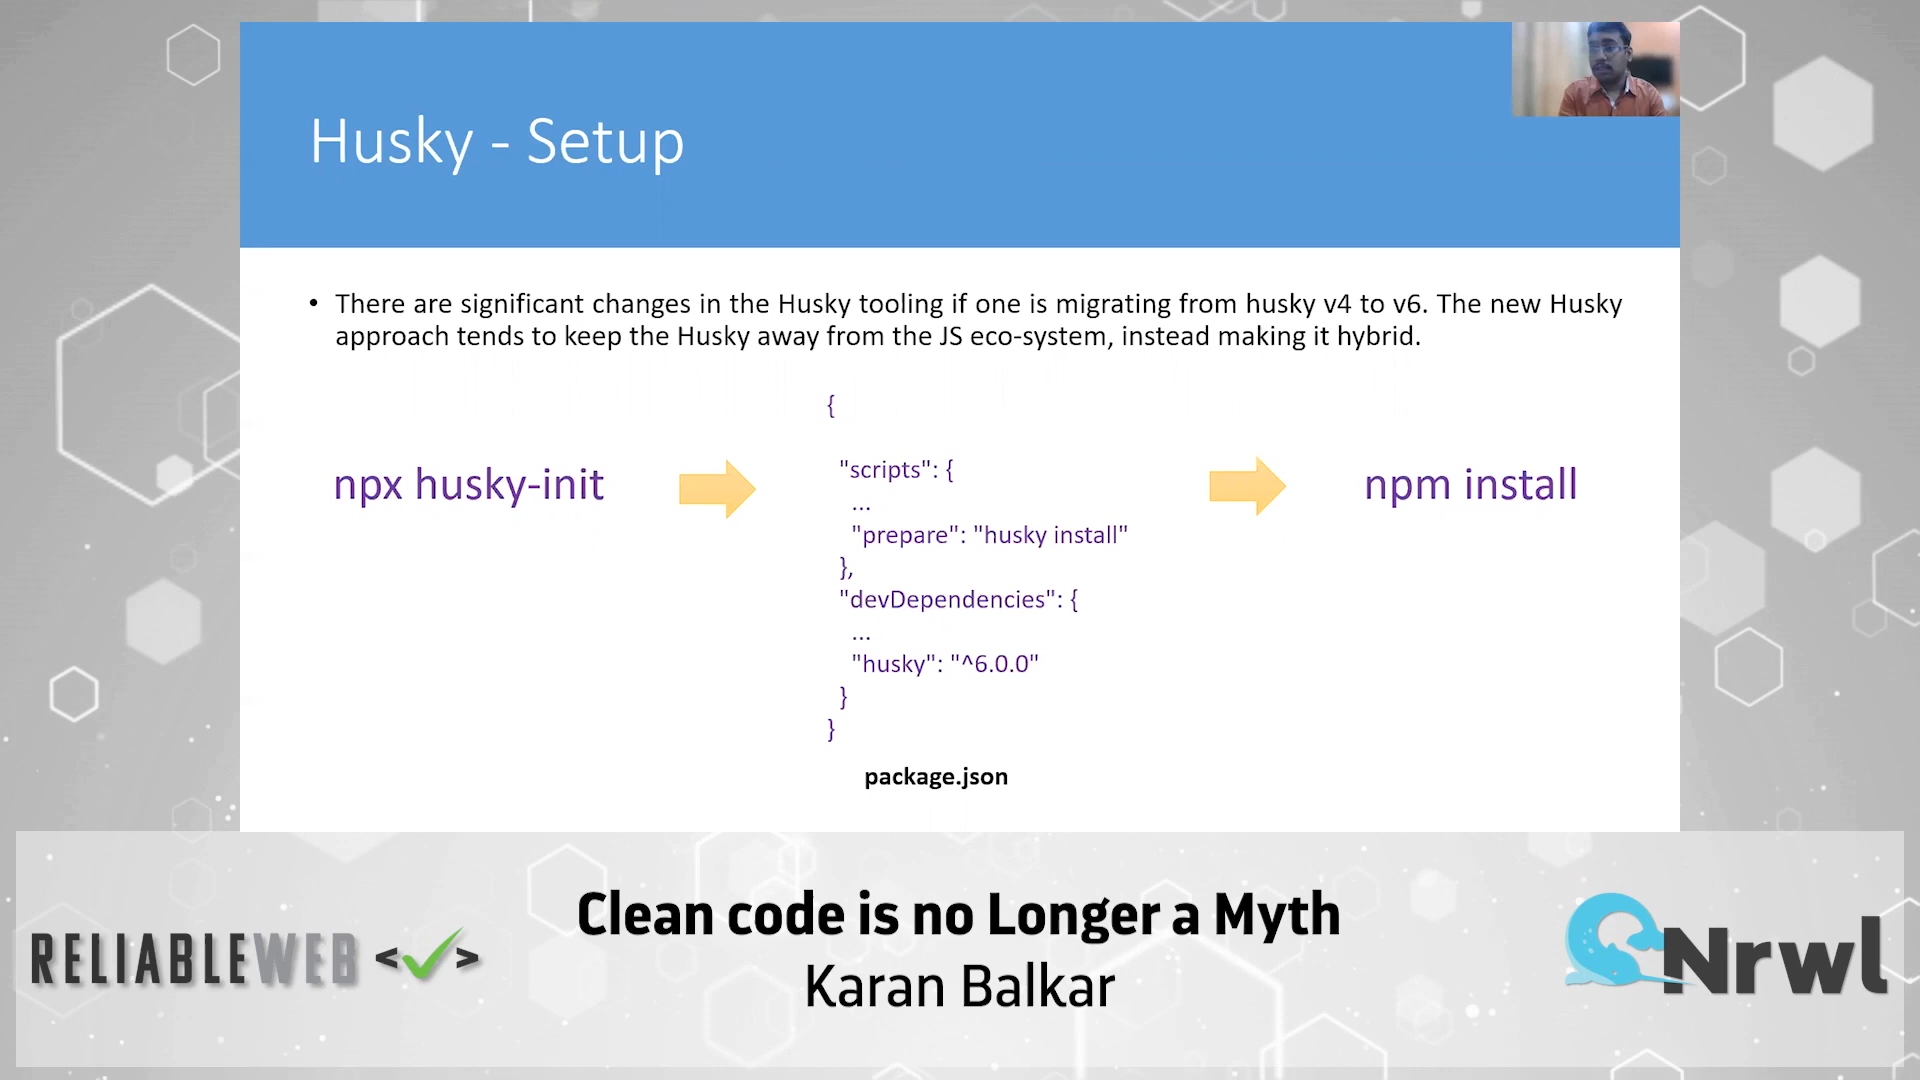 Husky - Setup
• There are significant changes in the Husky tooling if one is migrating from husky v4 to v6. The new Husky
approach tends to keep the Husky away from the JS eco-system, instead making it hybrid.
npx husky-init
{
"scripts": {
...
"prepare": "husky install"
},
"devDependencies": {
...
"husky": "^6.0.0"
}
}
package.json
npm install
RELIABLEWEB < >
Clean code is no Longer a Myth
Karan Balkar
Nrwl